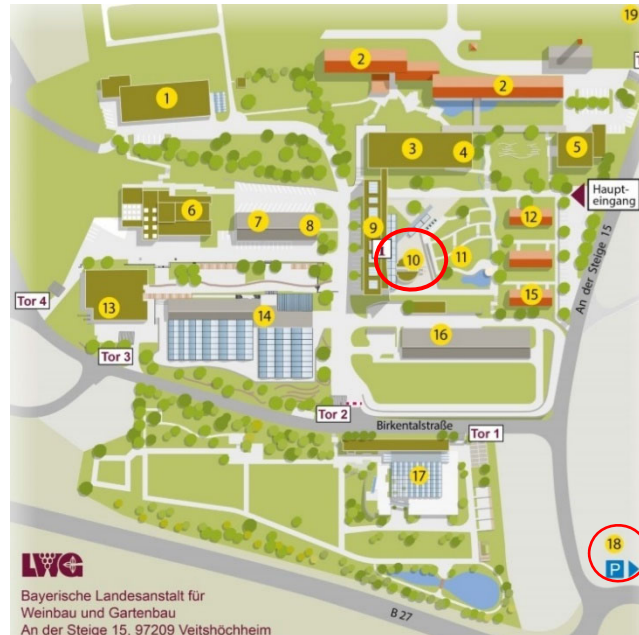 19
2
2
1
3
4
5
Haupt-
eingang
6
7
8
9
12
10
11
An der Steige 15
13
14
15
Tor 4
16
Tor 3
Tor 2
Birkentalstraße
Tor 1
17
18
P
LWG
Bayerische Landesanstalt für
Weinbau und Gartenbau
An der Steige 15, 97209 Veitshöchheim
B 27